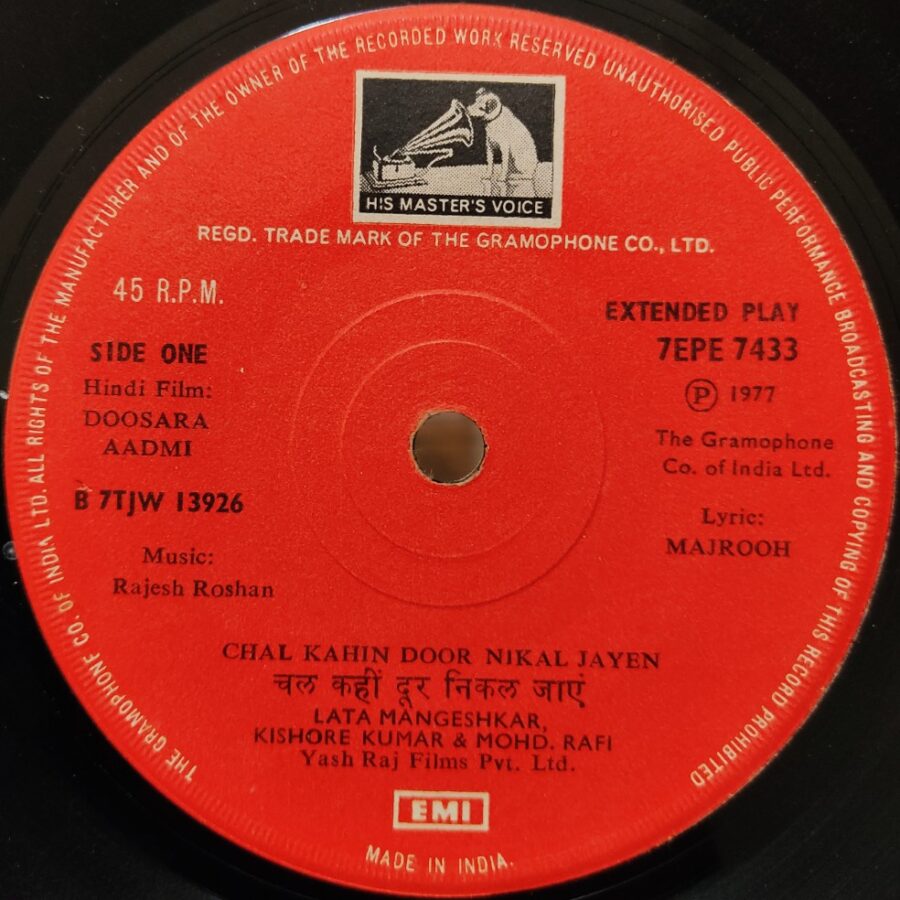 THE GRAMOPHONE CO. OF INDIA LTD. ALL RIGHTS OF THE MANUFACTURER AND OF THE OWNER OF THE RECORDED WORK RESERVED UNAUTHORISED PUBLIC PERFORMANCE BROADCASTING AND COPYING OF THIS RECORD PROHIBITED
HIS MASTER'S VOICE
REGD. TRADE MARK OF THE GRAMOPHONE CO., LTD.
45 R.P.M.
SIDE ONE
Hindi Film:
DOOSARA
AADMI
B 7TJW 13926
Music:
Rajesh Roshan
EXTENDED PLAY
7EPE 7433
Ⓟ 1977
The Gramophone
Co. of India Ltd.
Lyric:
MAJROOH
CHAL KAHIN DOOR NIKAL JAYEN
चल कहीं दूर निकल जाएं
LATA MANGESHKAR,
KISHORE KUMAR & MOHD. RAFI
Yash Raj Films Pvt. Ltd.
EMI
MADE IN INDIA.